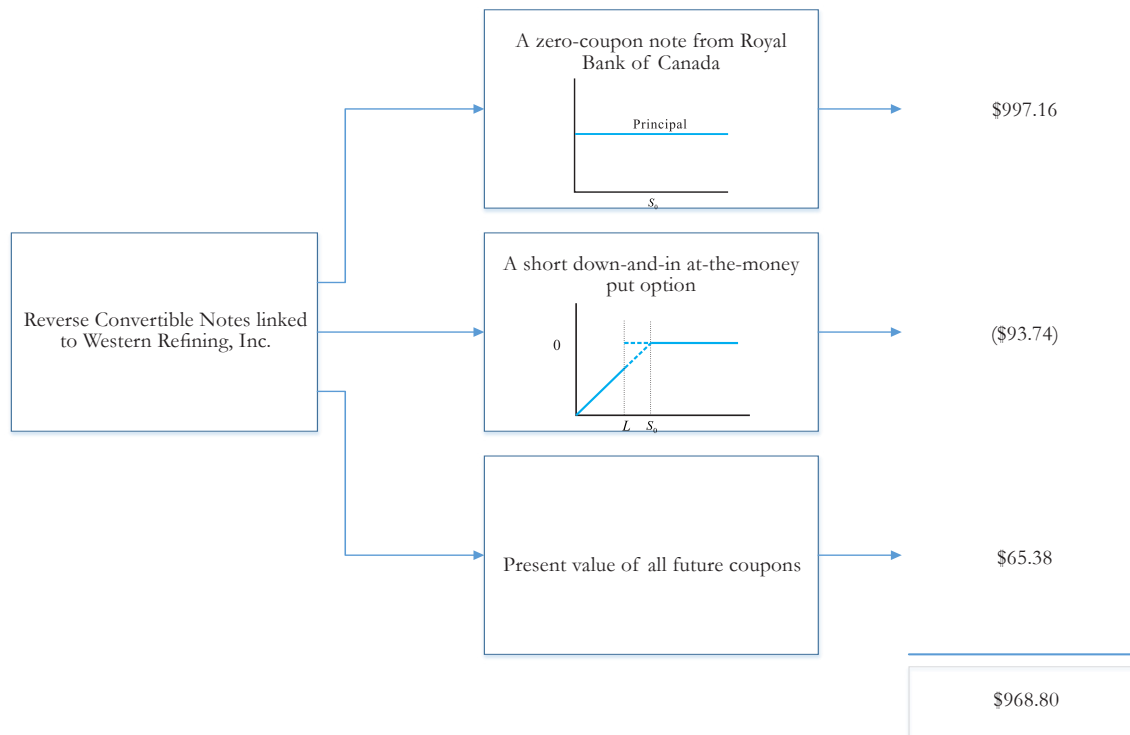 A zero-coupon note from Royal
Bank of Canada
Principal
S₀
$997.16
Reverse Convertible Notes linked
to Western Refining, Inc.
A short down-and-in at-the-money
put option
0
L S₀
($93.74)
Present value of all future coupons
$65.38
$968.80